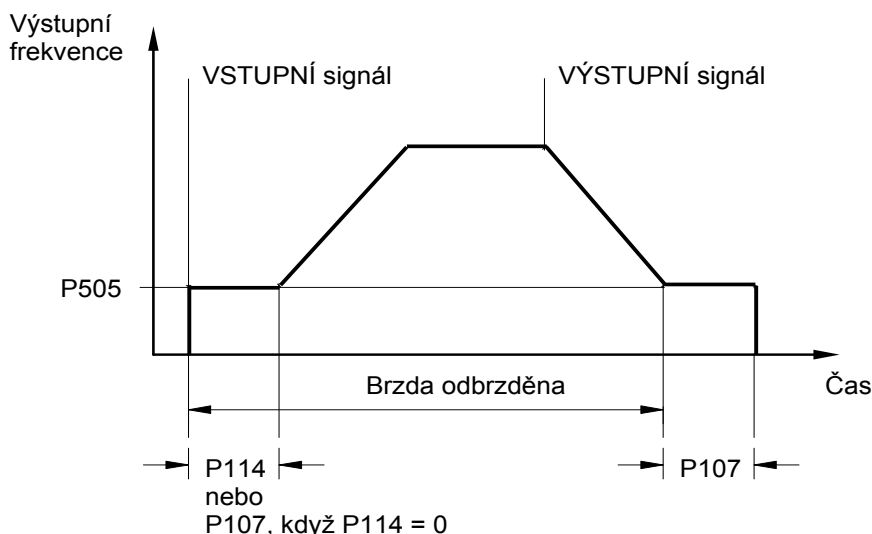 Výstupní
frekvence
VSTUPNÍ signál
VÝSTUPNÍ signál
P505
Brzda odbrzděna
Čas
P114
nebo
P107, když P114 = 0
P107